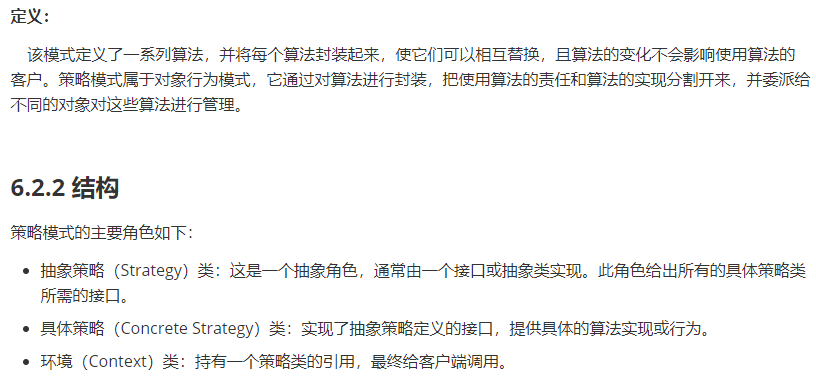 定义：
该模式定义了一系列算法，并将每个算法封装起来，使它们可以相互替换，且算法的变化不会影响使用算法的
客户。策略模式属于对象行为模式，它通过对算法进行封装，把使用算法的责任和算法的实现分割开来，并委派给
不同的对象对这些算法进行管理。
6.2.2 结构
策略模式的主要角色如下：
• 抽象策略（Strategy）类：这是一个抽象角色，通常由一个接口或抽象类实现。此角色给出所有的具体策略类
所需的接口。
• 具体策略（Concrete Strategy）类：实现了抽象策略定义的接口，提供具体的算法实现或行为。
• 环境（Context）类：持有一个策略类的引用，最终给客户端调用。